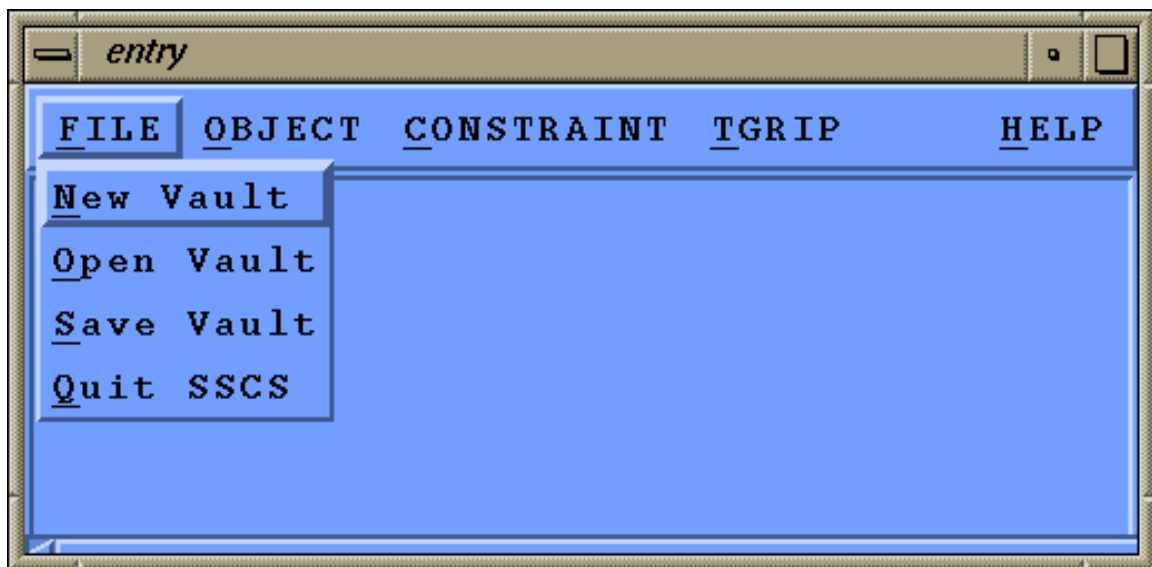 entry
FILE OBJECT CONSTRAINT TGRIP HELP
New Vault
Open Vault
Save Vault
Quit SSCS